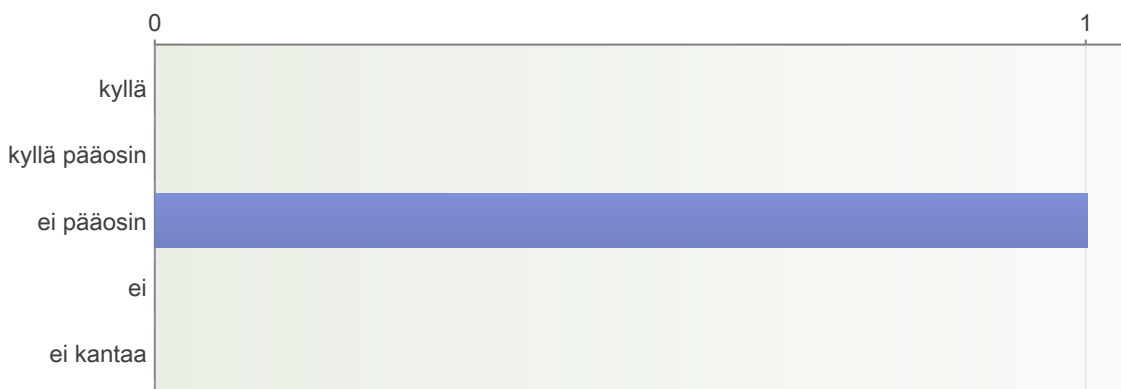 0 1
kyllä
kyllä pääosin
ei pääosin
ei
ei kantaa